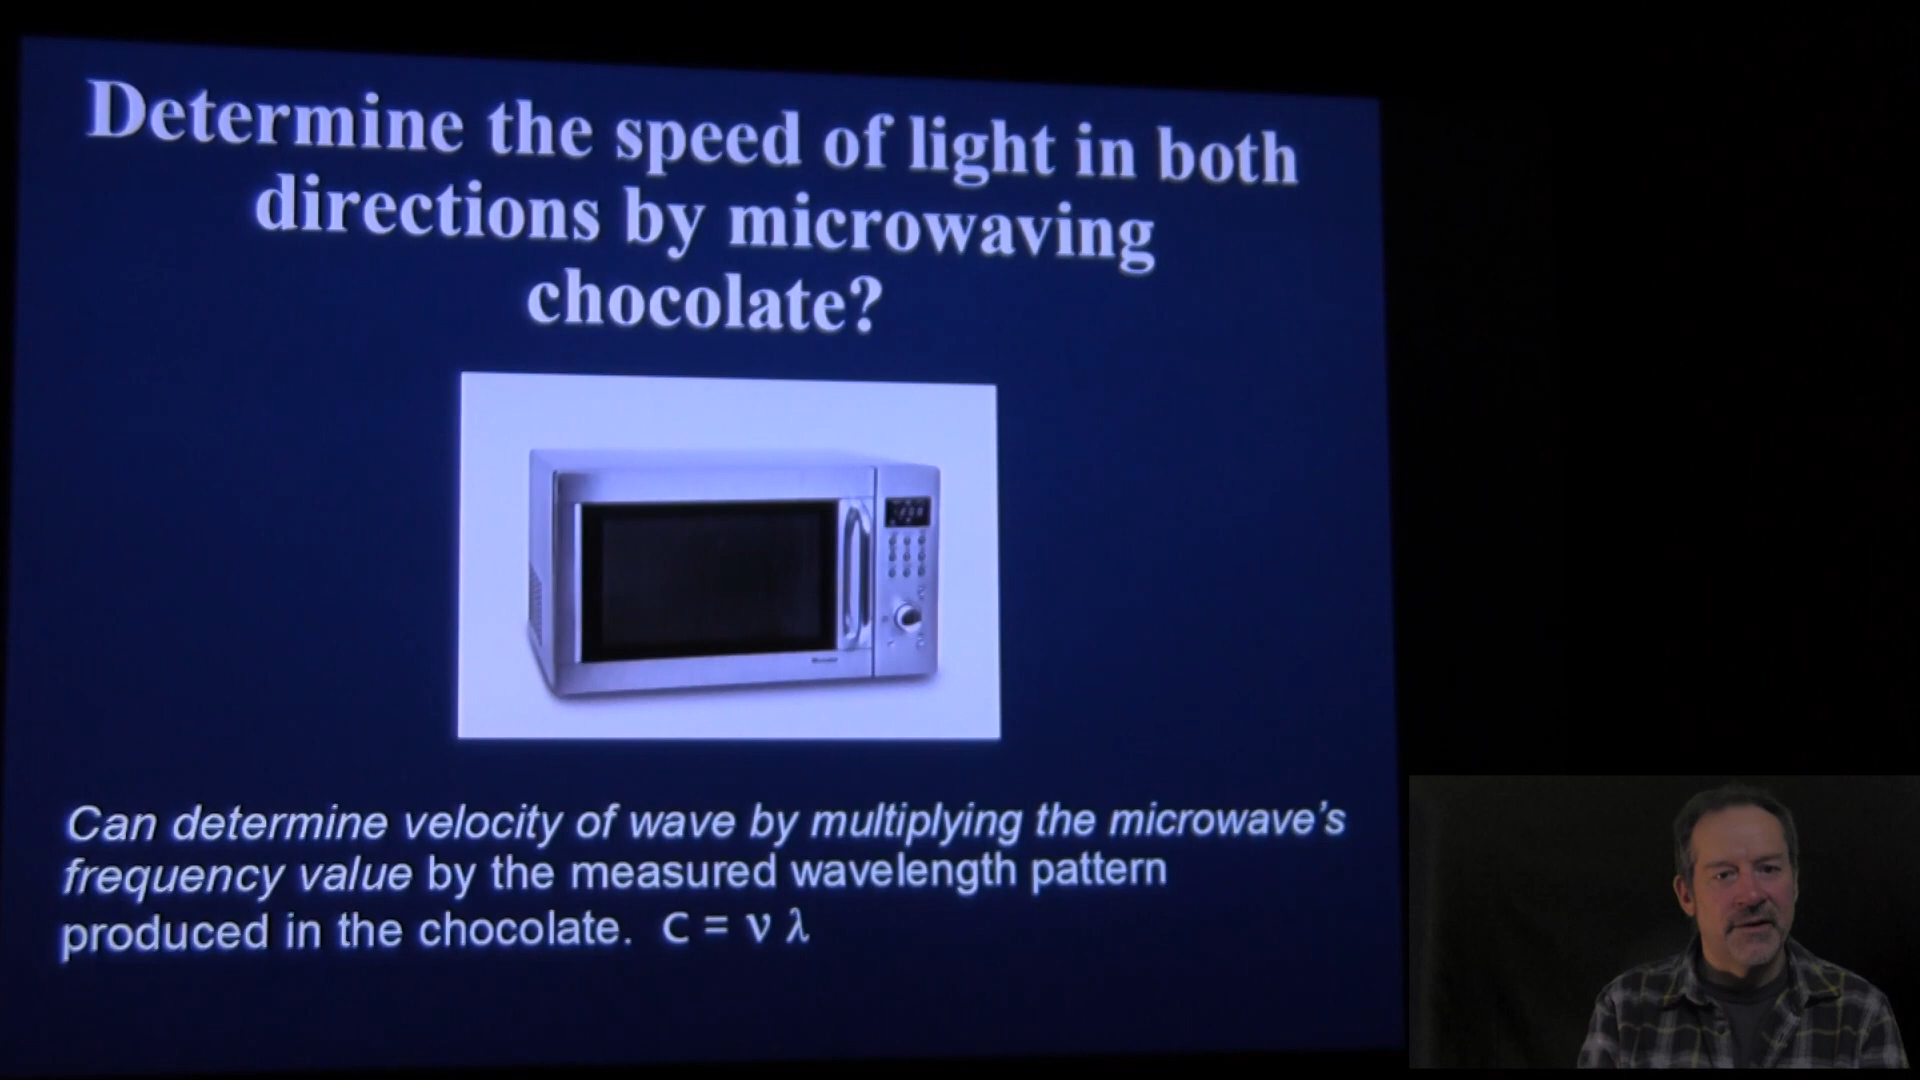 Determine the speed of light in both
directions by microwaving
chocolate?
Can determine velocity of wave by multiplying the microwave's
frequency value by the measured wavelength pattern
produced in the chocolate. C = ν λ